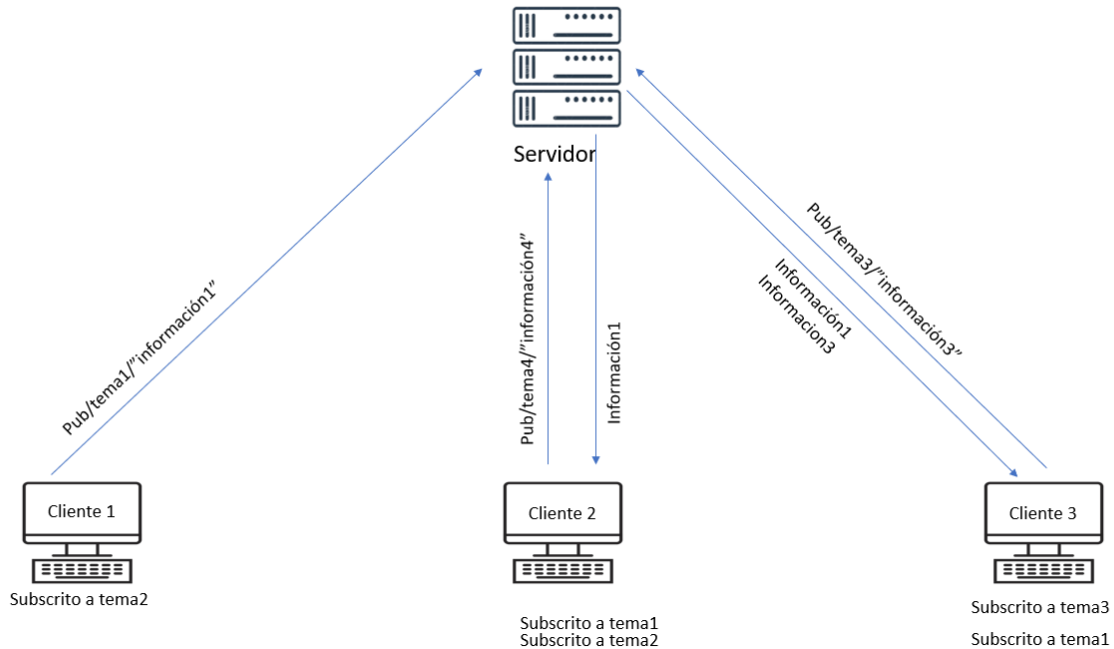 Servidor
Pub/tema1/”información1”
Pub/tema4/”información4”
Información1
Información1
Informacion3
Pub/tema3/”información3”
Cliente 1
Cliente 2
Cliente 3
Subscrito a tema2
Subscrito a tema1
Subscrito a tema2
Subscrito a tema3
Subscrito a tema1